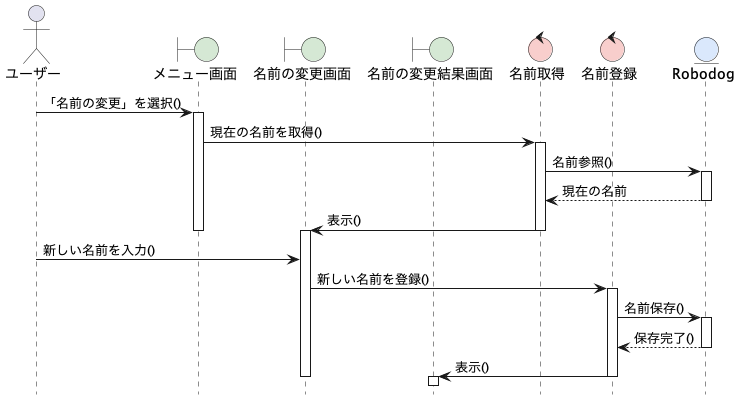 ユーザー
メニュー画面
名前の変更画面
名前の変更結果画面
名前取得
名前登録
Robodog
「名前の変更」を選択()
現在の名前を取得()
名前参照()
現在の名前
表示()
新しい名前を入力()
新しい名前を登録()
名前保存()
保存完了()
表示()